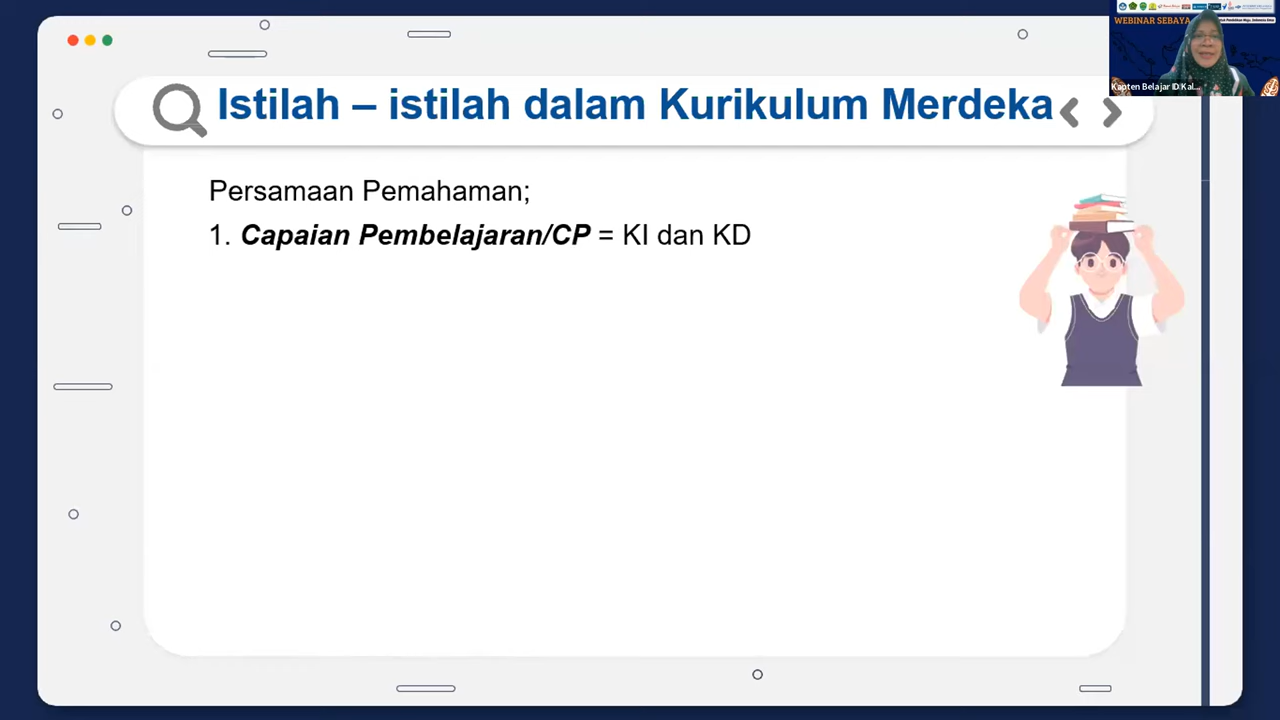 Istilah – istilah dalam Kurikulum Merdeka
Persamaan Pemahaman;
1. Capaian Pembelajaran/CP = KI dan KD
WEBINAR SEBAYA
Kapten Belajar ID Kal...